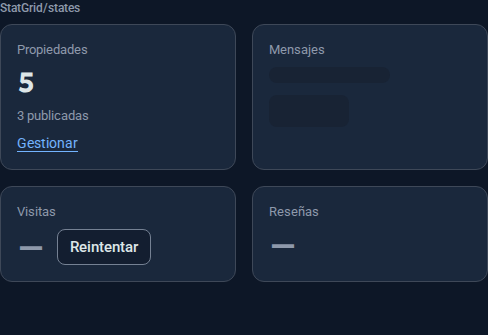 StatGrid/states
Propiedades
5
3 publicadas
Gestionar
Mensajes
Visitas
— Reintentar
Reseñas
—